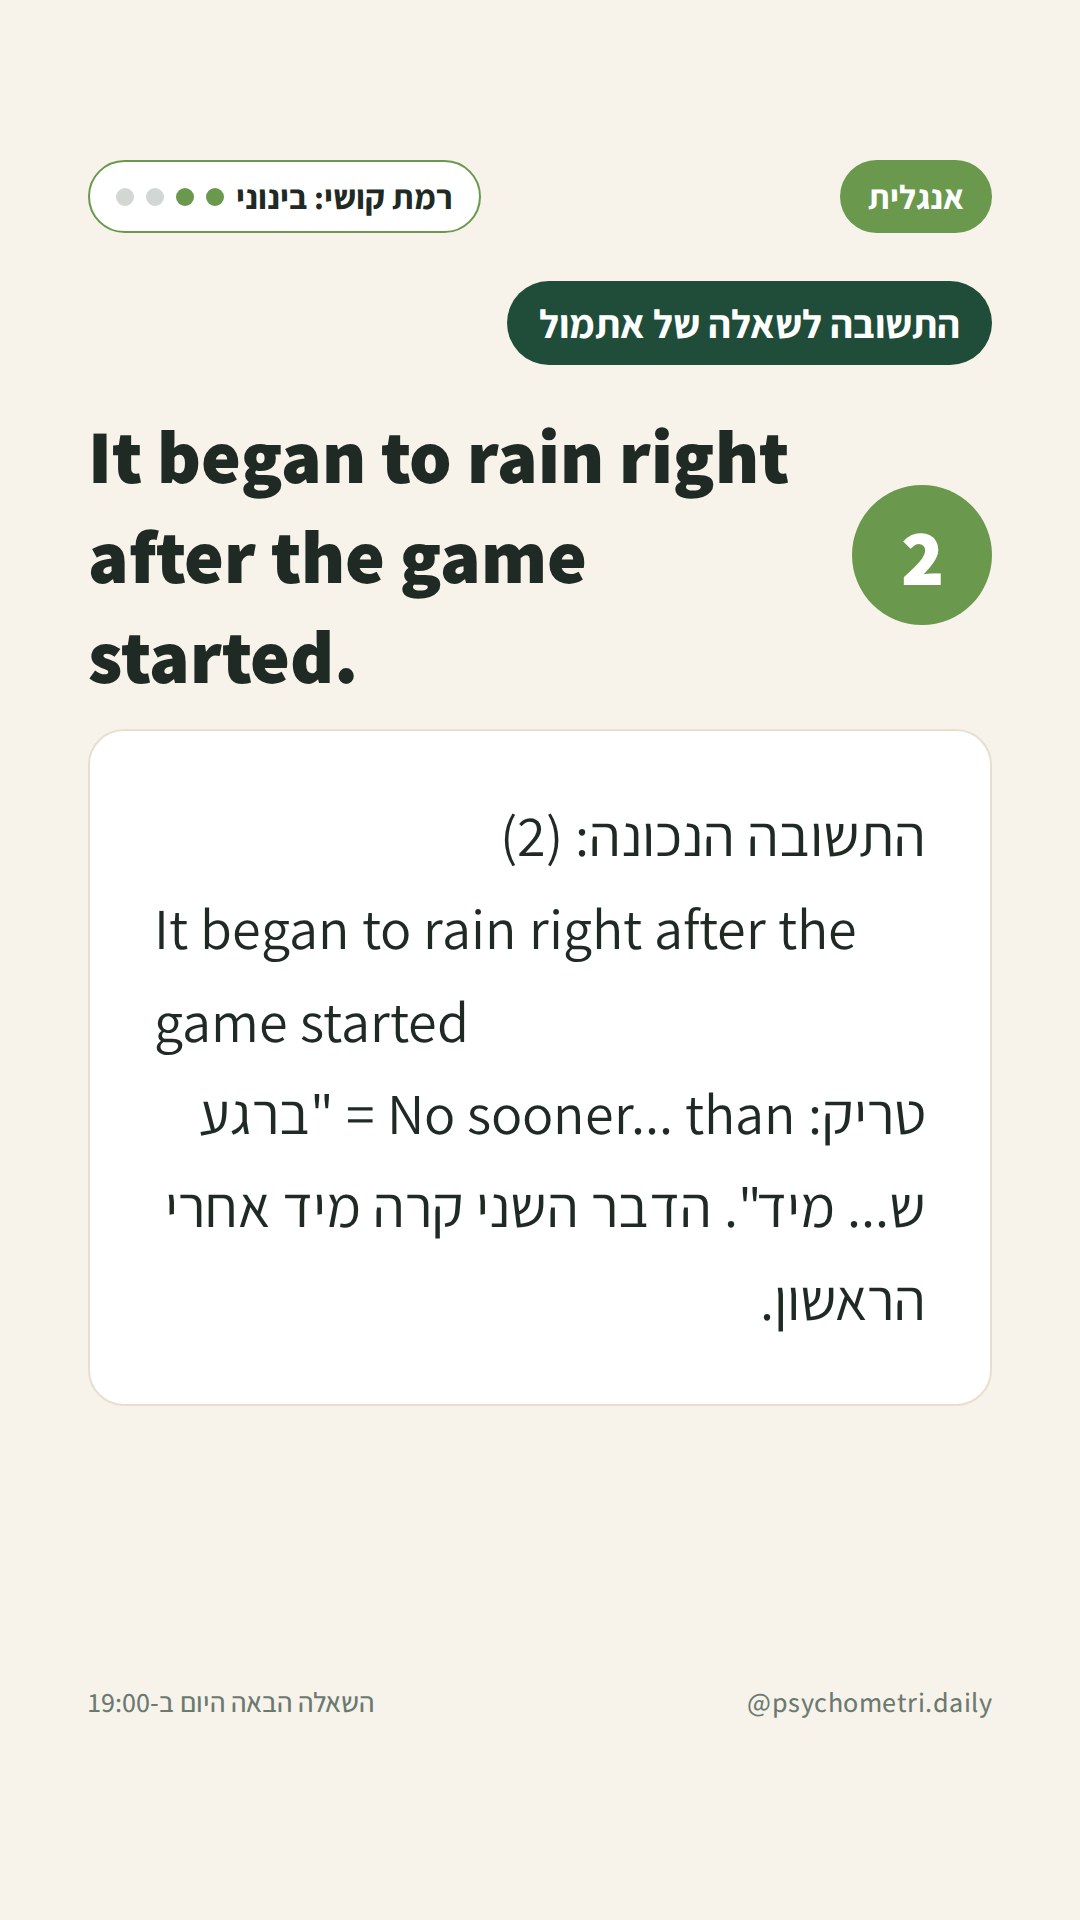 אנגלית
רמת קושי: בינוני
התשובה לשאלה של אתמול
It began to rain right
after the game
started.
2
התשובה הנכונה: (2)
It began to rain right after the
game started
טריק: No sooner... than = "ברגע
ש... מיד". הדבר השני קרה מיד אחרי
הראשון.
@psychometri.daily
השאלה הבאה היום ב-19:00